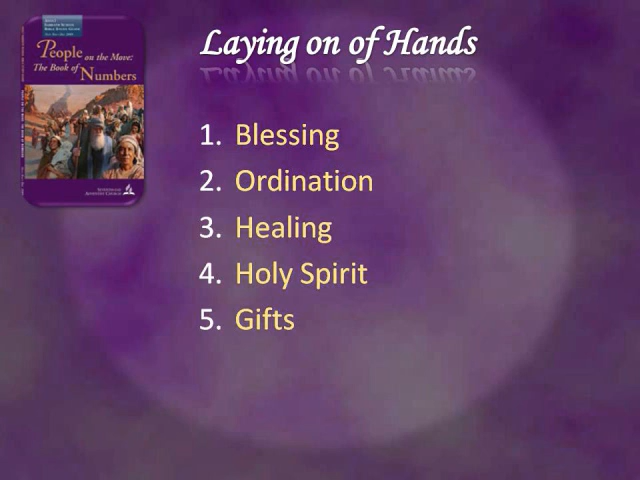 Laying on of Hands
People on the Move:
The Book of
Numbers
1. Blessing
2. Ordination
3. Healing
4. Holy Spirit
5. Gifts